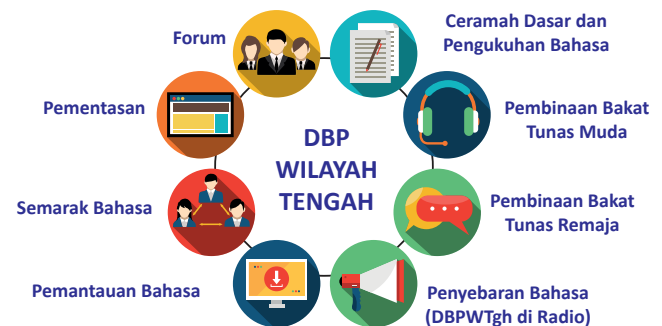 Forum
Ceramah Dasar dan
Pengukuhan Bahasa
Pementasan
Pembinaan Bakat
Tunas Muda
DBP
WILAYAH
TENGAH
Semarak Bahasa
Pembinaan Bakat
Tunas Remaja
Pemantauan Bahasa
Penyebaran Bahasa
(DBPWTgh di Radio)